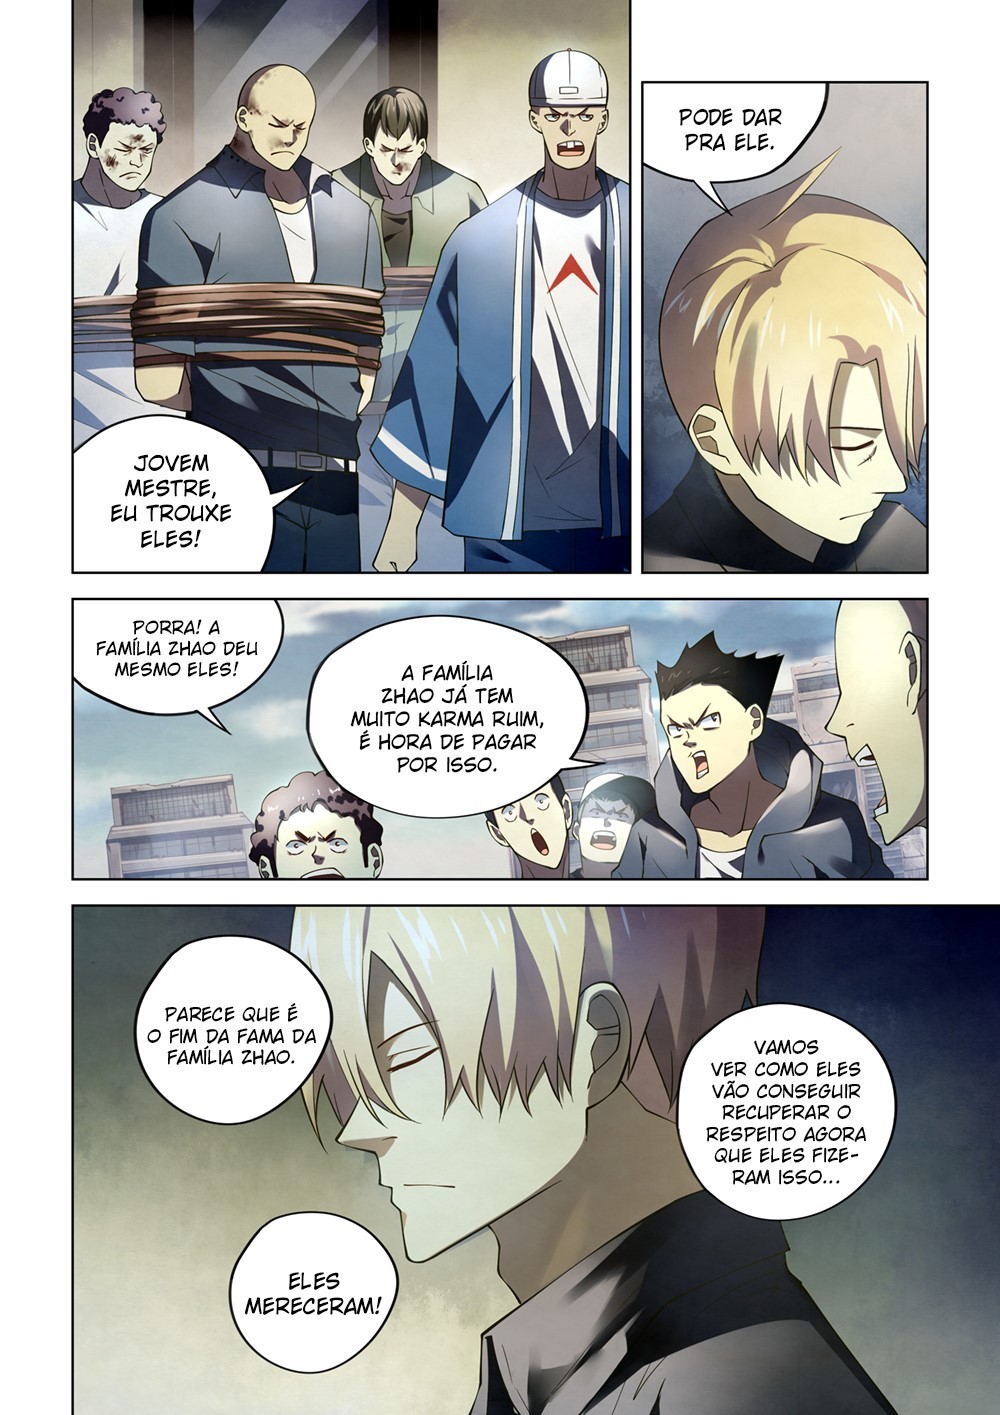 JOVEM
MESTRE,
EU TROUXE
ELES!
PODE DAR
PRA ELE.
PORRA! A
FAMÍLIA ZHAO DEU
MESMO ELES!
A FAMÍLIA
ZHAO JÁ TEM
MUITO KARMA RUIM,
É HORA DE PAGAR
POR ISSO.
PARECE QUE É
O FIM DA FAMA DA
FAMÍLIA ZHAO.
VAMOS
VER COMO ELES
VÃO CONSEGUIR
RECUPERAR O
RESPEITO AGORA
QUE ELES FIZE-
RAM ISSO...
ELES
MERECERAM!